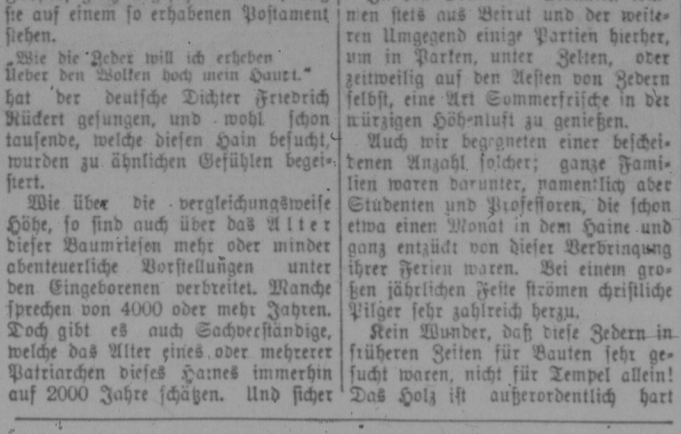 sie auf einem so erhabenen Postament
stehen.
„Wie die Zeder will ich erheben
Ueber den Wolken hoch mein Haupt.“
hat der deutsche Dichter Friedrich
Rückert gesungen, und wohl schon
tausende, welche diesen Hain besucht,
wurden zu ähnlichen Gefühlen begei-
stert.
Wie über die vergleichungsweise
Höhe, so sind auch über das Alter
dieser Baumriesen mehr oder minder
abenteuerliche Vorstellungen unter
den Eingeborenen verbreitet. Manche
sprechen von 4000 oder mehr Jahren.
Doch gibt es auch Sachverständige,
welche das Alter eines oder mehrerer
Patriarchen dieses Haines immerhin
auf 2000 Jahre schätzen. Und sicher
men stets aus Beirut und der weite-
ren Umgegend einige Partien hierher,
um in Parken, unter Zelten, oder
zeitweilig auf den Aesten von Zedern
selbst, eine Art Sommerfrische in der
würzigen Höhenluft zu genießen.
Auch wir begegneten einer beschei-
denen Anzahl solcher; ganze Fami-
lien waren darunter, namentlich aber
Studenten und Professoren, die schon
etwa einen Monat in dem Haine und
ganz entzückt von dieser Verbringung
ihrer Ferien waren. Bei einem gro-
ßen jährlichen Feste strömen christliche
Pilger sehr zahlreich herzu.
Kein Wunder, daß diese Zedern in
früheren Zeiten für Bauten sehr ge-
sucht waren, nicht für Tempel allein!
Das Holz ist außerordentlich hart